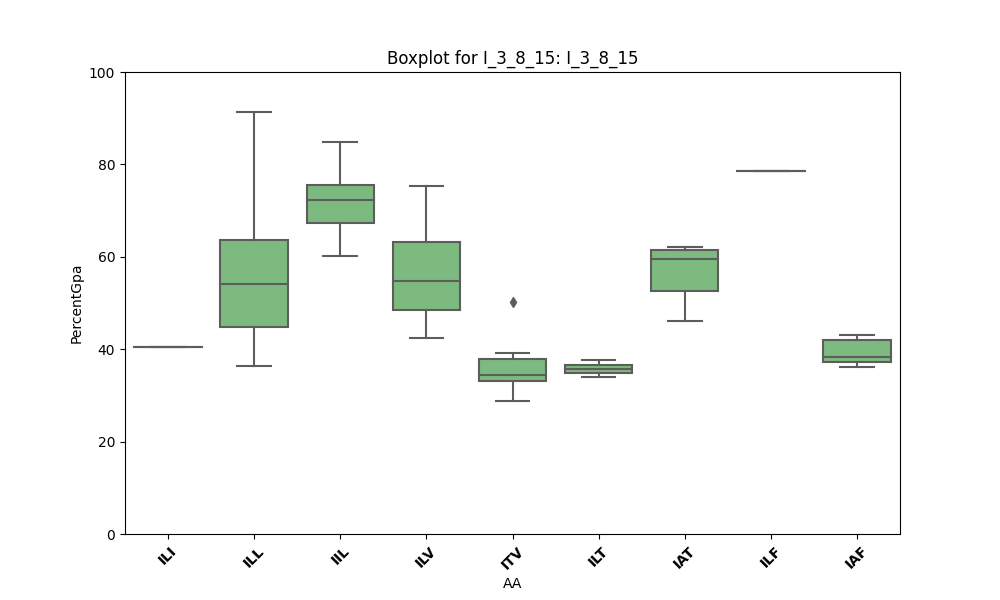 Boxplot for I_3_8_15: I_3_8_15
100
80
60
40
20
0
PercentGpa
ILI
ILL
IIL
ILV
ITV
ILT
IAT
ILF
IAF
AA